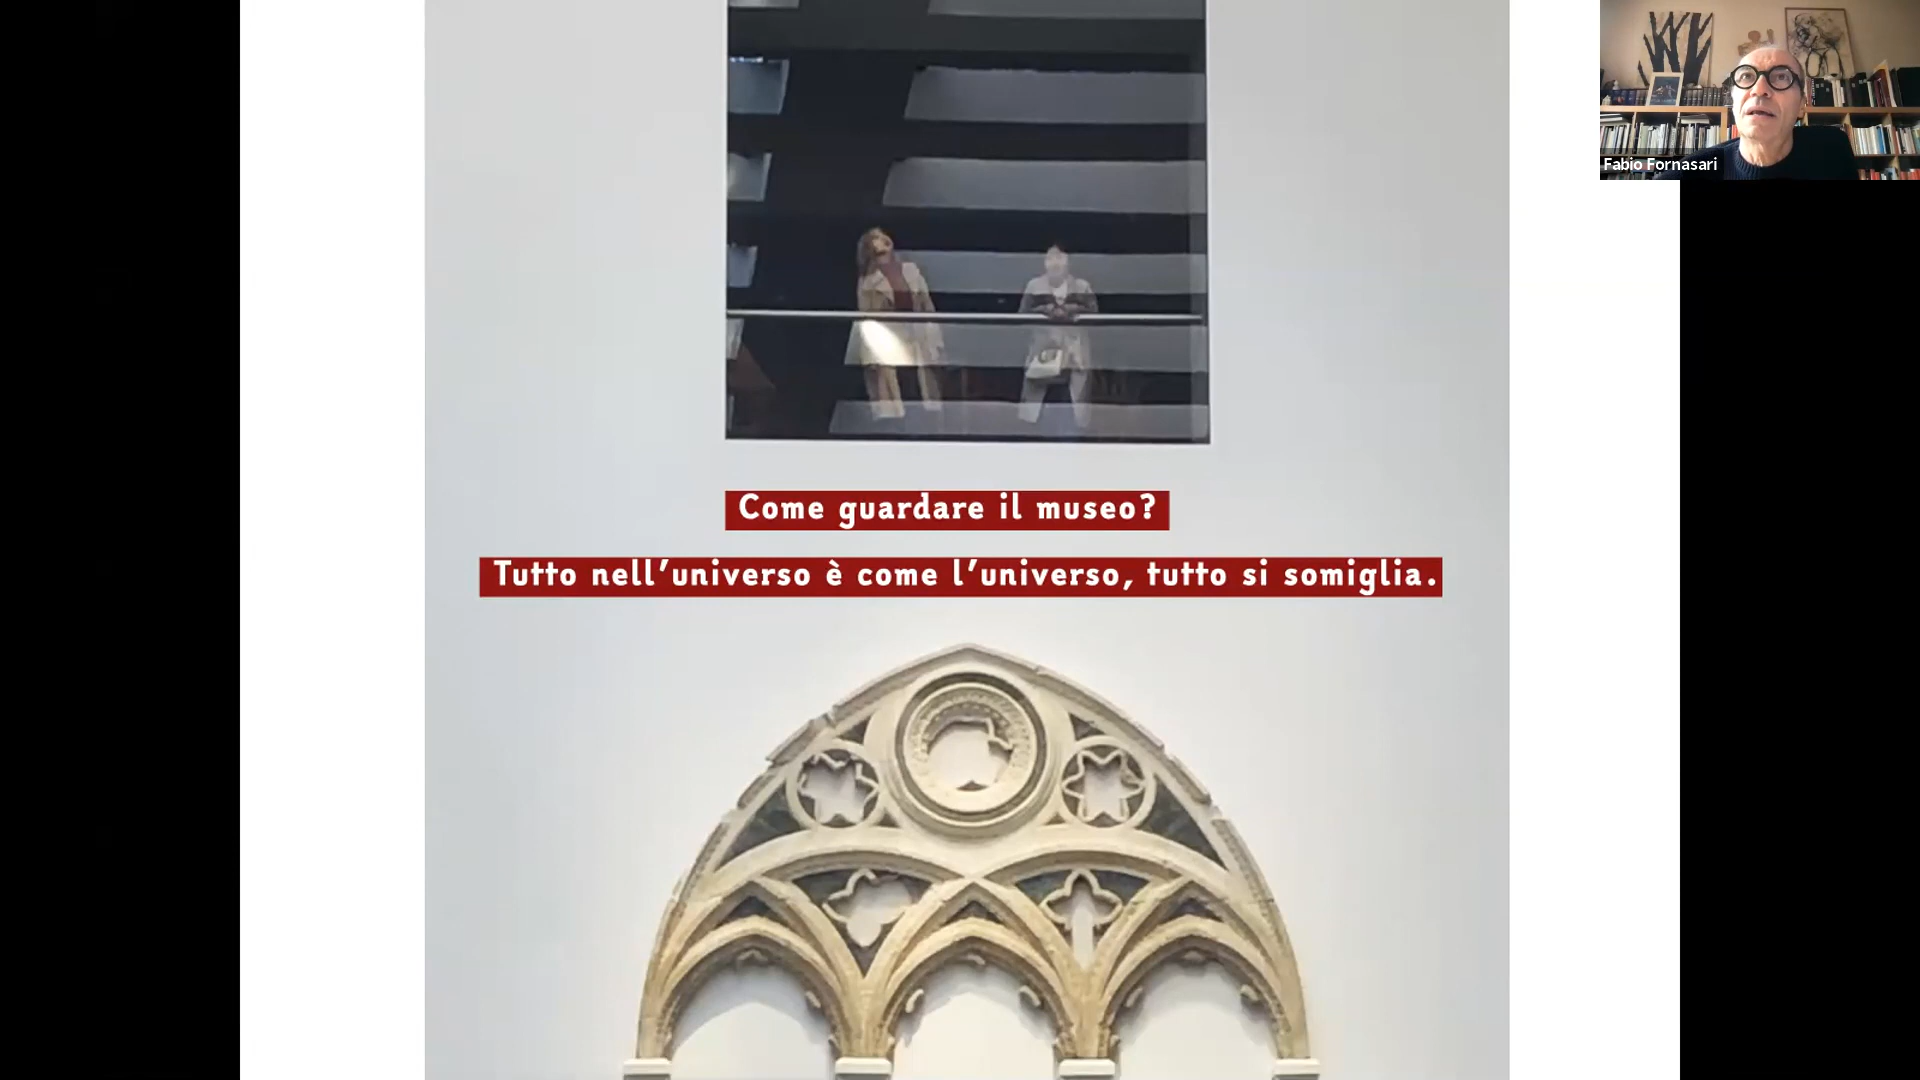 Come guardare il museo?
Tutto nell'universo è come l'universo, tutto si somiglia.
Fabio Fornasari